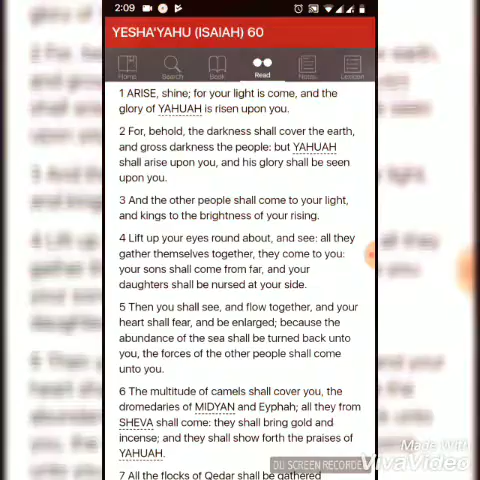 2:09
YESHA'YAHU (ISAIAH) 60
Home Search Book Read Notes Lexicon
1 ARISE, shine; for your light is come, and the
glory of YAHUAH is risen upon you.
2 For, behold, the darkness shall cover the earth,
and gross darkness the people: but YAHUAH
shall arise upon you, and his glory shall be seen
upon you.
3 And the other people shall come to your light,
and kings to the brightness of your rising.
4 Lift up your eyes round about, and see: all they
gather themselves together, they come to you:
your sons shall come from far, and your
daughters shall be nursed at your side.
5 Then you shall see, and flow together, and your
heart shall fear, and be enlarged; because the
abundance of the sea shall be turned back unto
you, the forces of the other people shall come
unto you.
6 The multitude of camels shall cover you, the
dromedaries of MIDYAN and Eyphah; all they from
SHEVA shall come: they shall bring gold and
incense; and they shall show forth the praises of
YAHUAH.
7 All the flocks of Qedar shall be gathered
DU SCREEN RECORDER
Made With
VivaVideo